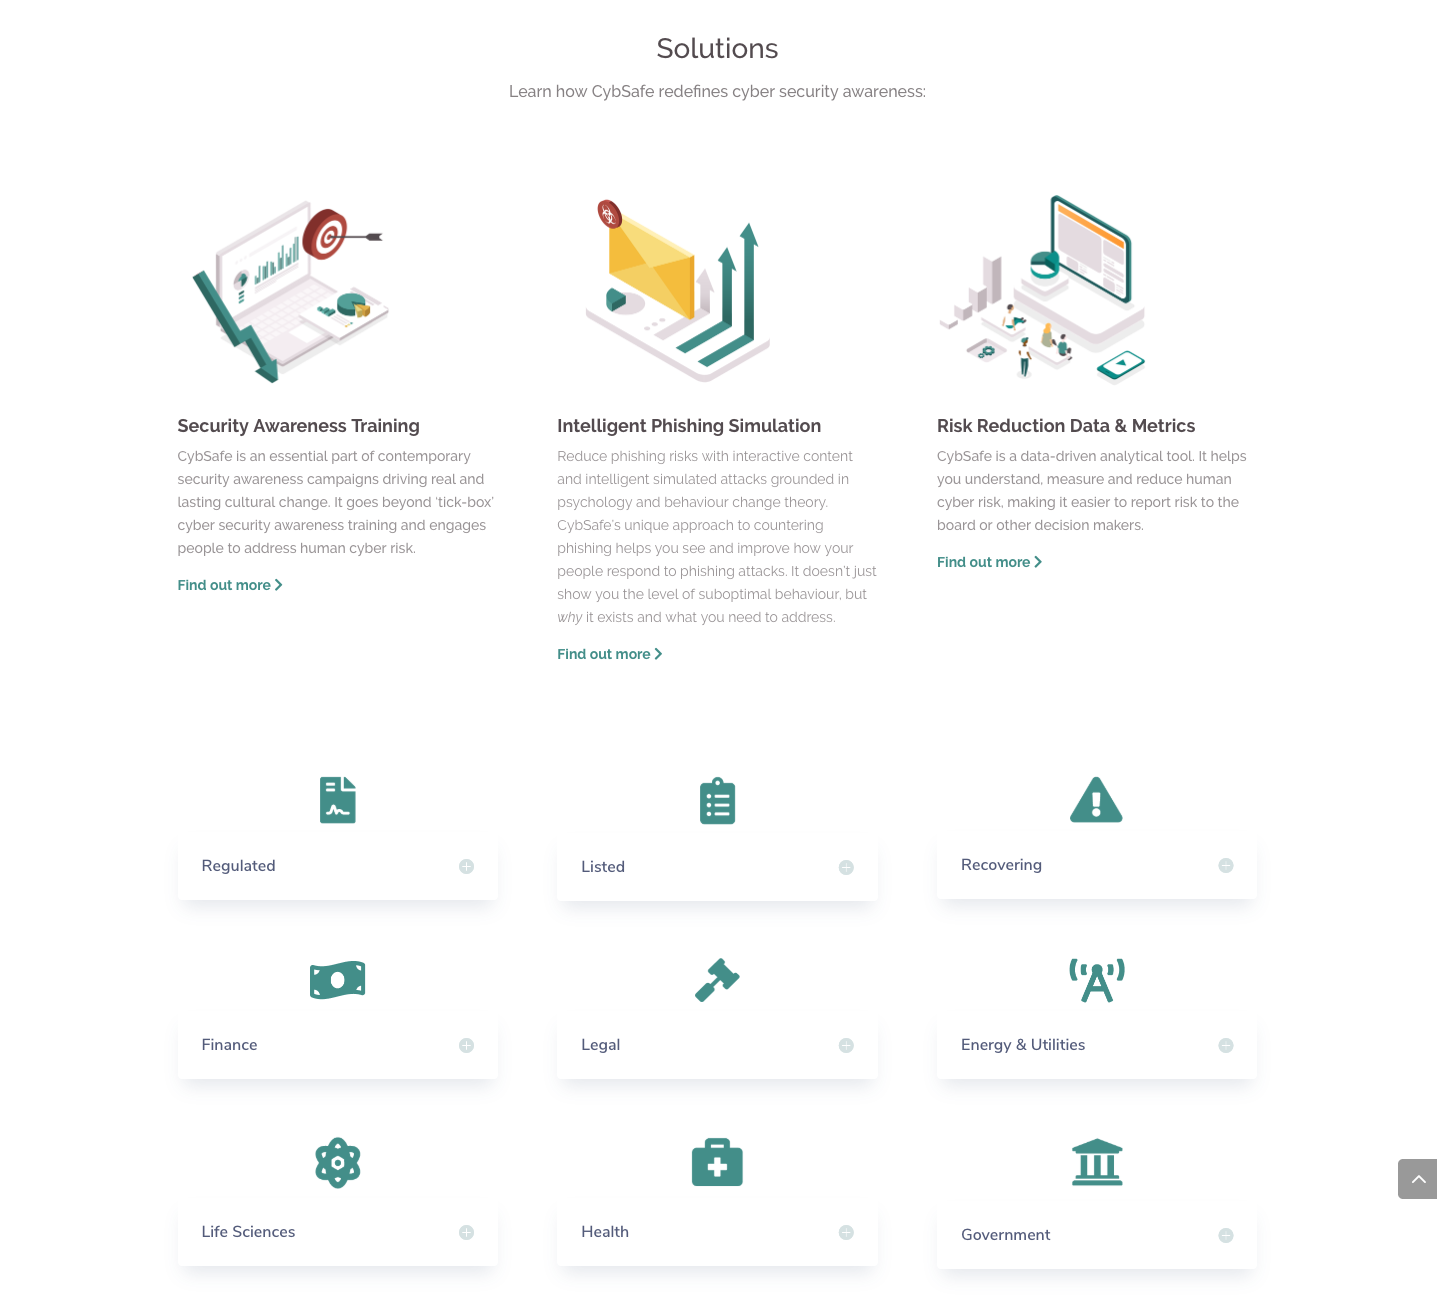 Solutions
Learn how CybSafe redefines cyber security awareness:
Security Awareness Training
CybSafe is an essential part of contemporary
security awareness campaigns driving real and
lasting cultural change. It goes beyond ‘tick-box’
cyber security awareness training and engages
people to address human cyber risk.
Find out more
Intelligent Phishing Simulation
Reduce phishing risks with interactive content
and intelligent simulated attacks grounded in
psychology and behaviour change theory.
CybSafe’s unique approach to countering
phishing helps you see and improve how your
people respond to phishing attacks. It doesn’t just
show you the level of suboptimal behaviour, but
why it exists and what you need to address.
Find out more
Risk Reduction Data & Metrics
CybSafe is a data-driven analytical tool. It helps
you understand, measure and reduce human
cyber risk, making it easier to report risk to the
board or other decision makers.
Find out more
Regulated
Listed
Recovering
Finance
Legal
Energy & Utilities
Life Sciences
Health
Government